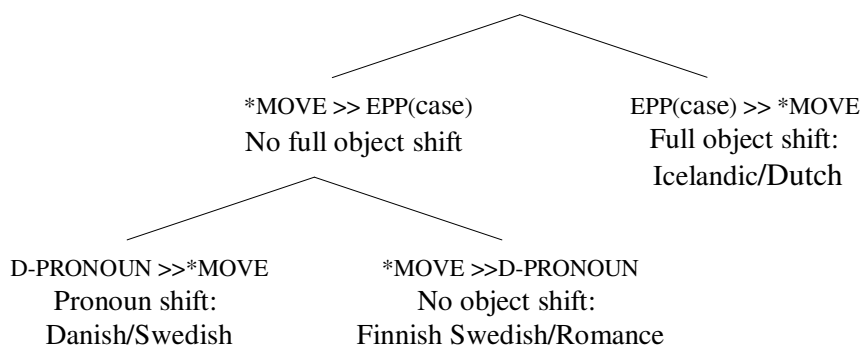 *MOVE >> EPP(case)
No full object shift
EPP(case) >> *MOVE
Full object shift:
Icelandic/Dutch
D-PRONOUN >>*MOVE
Pronoun shift:
Danish/Swedish
*MOVE >>D-PRONOUN
No object shift:
Finnish Swedish/Romance